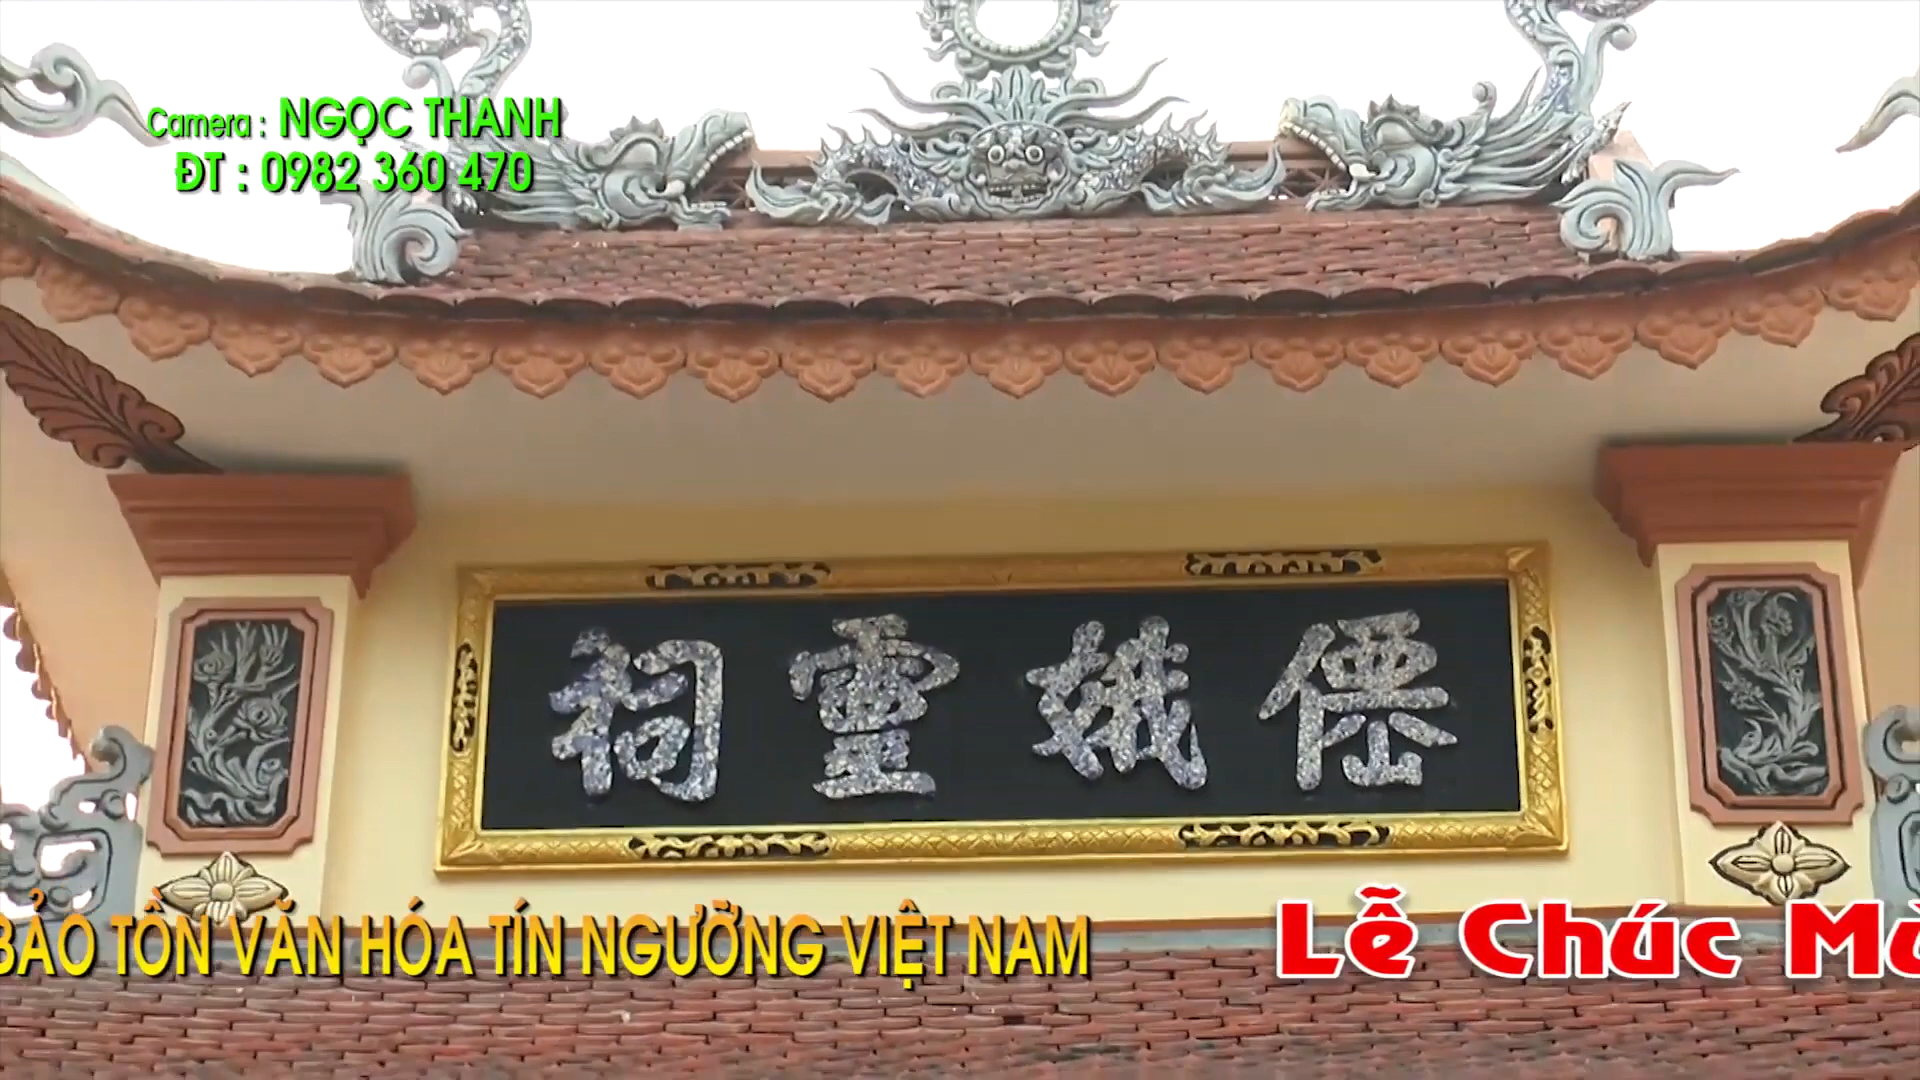 Camera : NGỌC THANH
ĐT : 0982 360 470
僊娥靈祠
BẢO TỒN VĂN HÓA TÍN NGƯỠNG VIỆT NAM Lễ Chúc